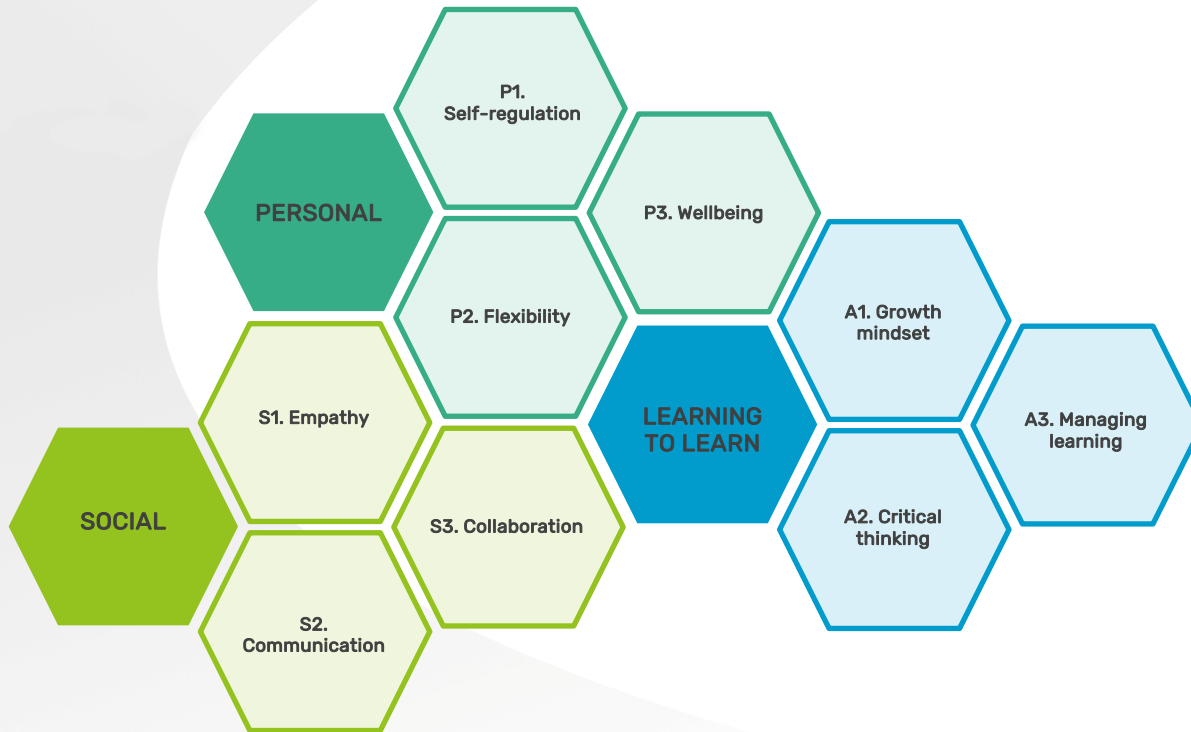 PERSONAL
P1.
Self-regulation
P2. Flexibility
P3. Wellbeing
SOCIAL
S1. Empathy
S2.
Communication
S3. Collaboration
LEARNING
TO LEARN
A1. Growth
mindset
A2. Critical
thinking
A3. Managing
learning